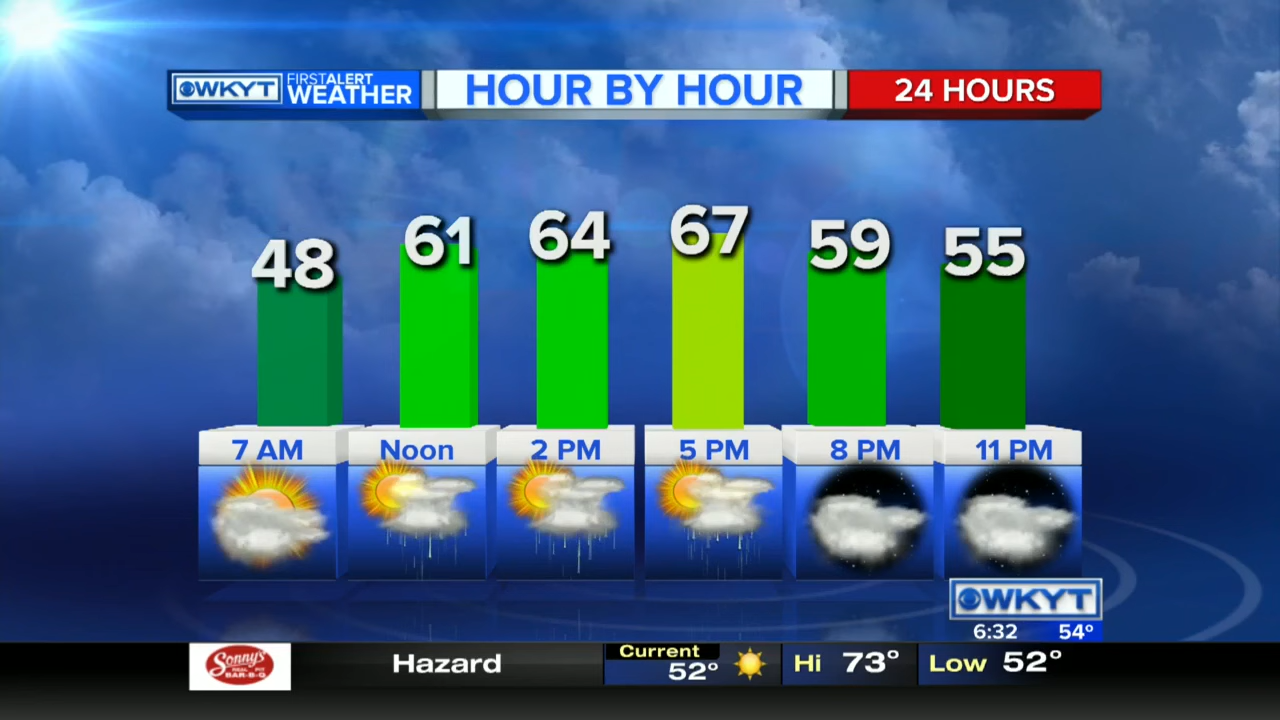 WKYT FIRST ALERT WEATHER
HOUR BY HOUR
24 HOURS
48 61 64 67 59 55
7 AM Noon 2 PM 5 PM 8 PM 11 PM
WKYT
6:32 54°
Sonny's
REAL PIT
BAR-B-Q
Hazard
Current
52°
Hi 73°
Low 52°